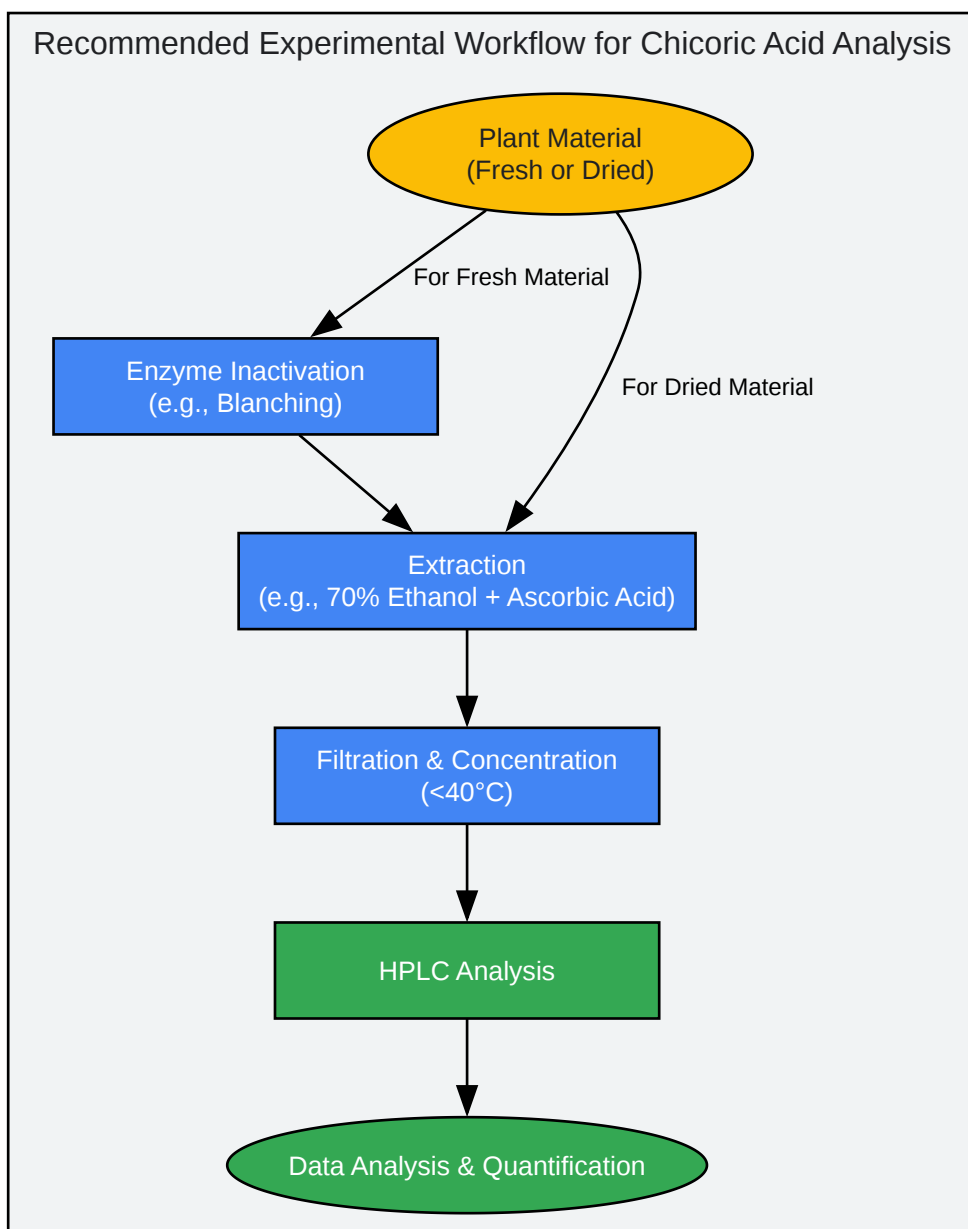 Recommended Experimental Workflow for Chicoric Acid Analysis
Plant Material
(Fresh or Dried)
For Fresh Material
Enzyme Inactivation
(e.g., Blanching)
For Dried Material
Extraction
(e.g., 70% Ethanol + Ascorbic Acid)
Filtration & Concentration
(<40°C)
HPLC Analysis
Data Analysis & Quantification